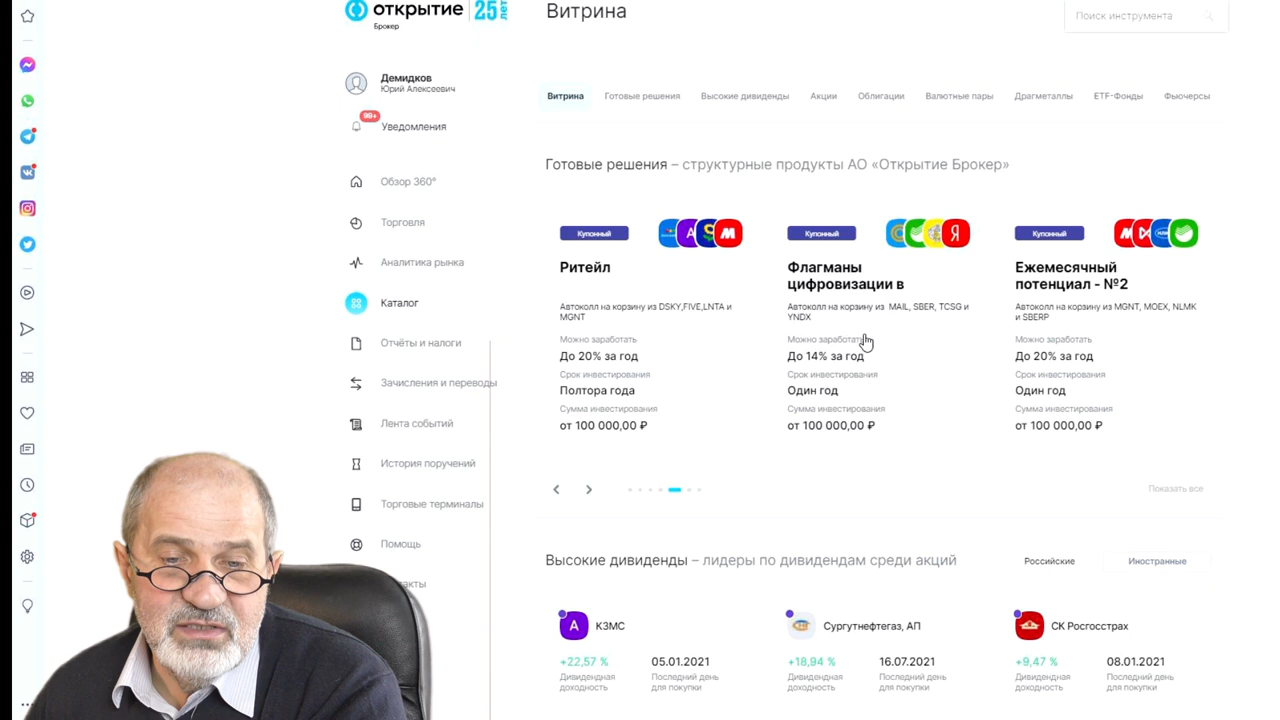 открытие 25 лет
Брокер
Витрина
Поиск инструмента
Демидков
Юрий Алексеевич
99+
Уведомления
Обзор 360°
Торговля
Аналитика рынка
Каталог
Отчёты и налоги
Зачисления и переводы
Лента событий
История поручений
Торговые терминалы
Помощь
такты
Витрина Готовые решения Высокие дивиденды Акции Облигации Валютные пары Драгметаллы ETF-Фонды Фьючерсы
Готовые решения – структурные продукты АО «Открытие Брокер»
Купонный
Ритейл
Автоколл на корзину из DSKY,FIVE,LNTA и
MGNT
Можно заработать
До 20% за год
Срок инвестирования
Полтора года
Сумма инвестирования
от 100 000,00 ₽
Купонный
Флагманы
цифровизации в
Автоколл на корзину из MAIL, SBER, TCSG и
YNDX
Можно заработать
До 14% за год
Срок инвестирования
Один год
Сумма инвестирования
от 100 000,00 ₽
Купонный
Ежемесячный
потенциал - №2
Автоколл на корзину из MGNT, MOEX, NLMK
и SBERP
Можно заработать
До 20% за год
Срок инвестирования
Один год
Сумма инвестирования
от 100 000,00 ₽
Показать все
Высокие дивиденды – лидеры по дивидендам среди акций
Российские Иностранные
А КЗМС
+22,57 % 05.01.2021
Дивидендная Последний день
доходность для покупки
Сургутнефтегаз, АП
+18,94 % 16.07.2021
Дивидендная Последний день
доходность для покупки
СК Росгосстрах
+9,47 % 08.01.2021
Дивидендная Последний день
доходность для покупки